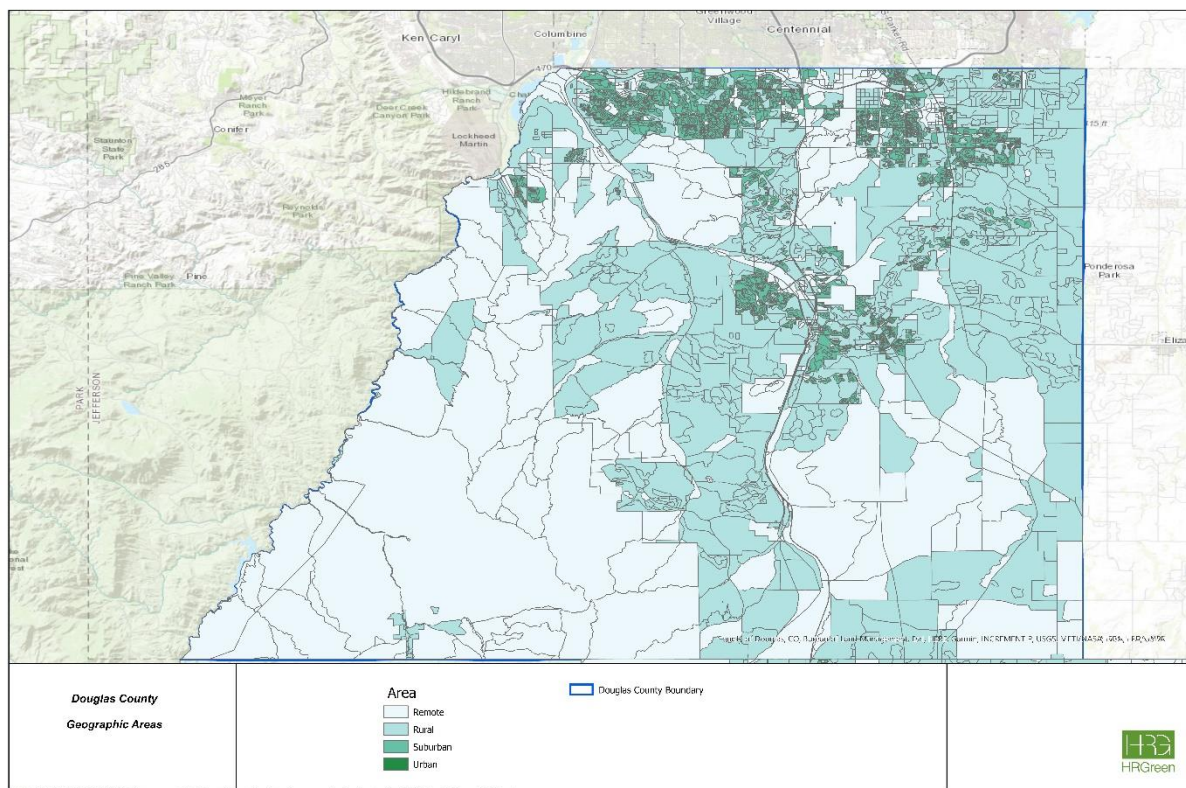 Greenwood
Village
Ken Caryl
Columbine
Centennial
Parker Rd
470
Meyer
Ranch
Park
Hildebrand
Ranch
Park
Deer Creek
Canyon Park
Conifer
Lockheed
Martin
Staunton
State
Park
285
Reynolds
Park
Pine Valley
Ranch Park
Pine
Ponderosa
Park
PARK
JEFFERSON
Douglas County
Geographic Areas
Area
Remote
Rural
Suburban
Urban
Douglas County Boundary
HRG
HRGreen